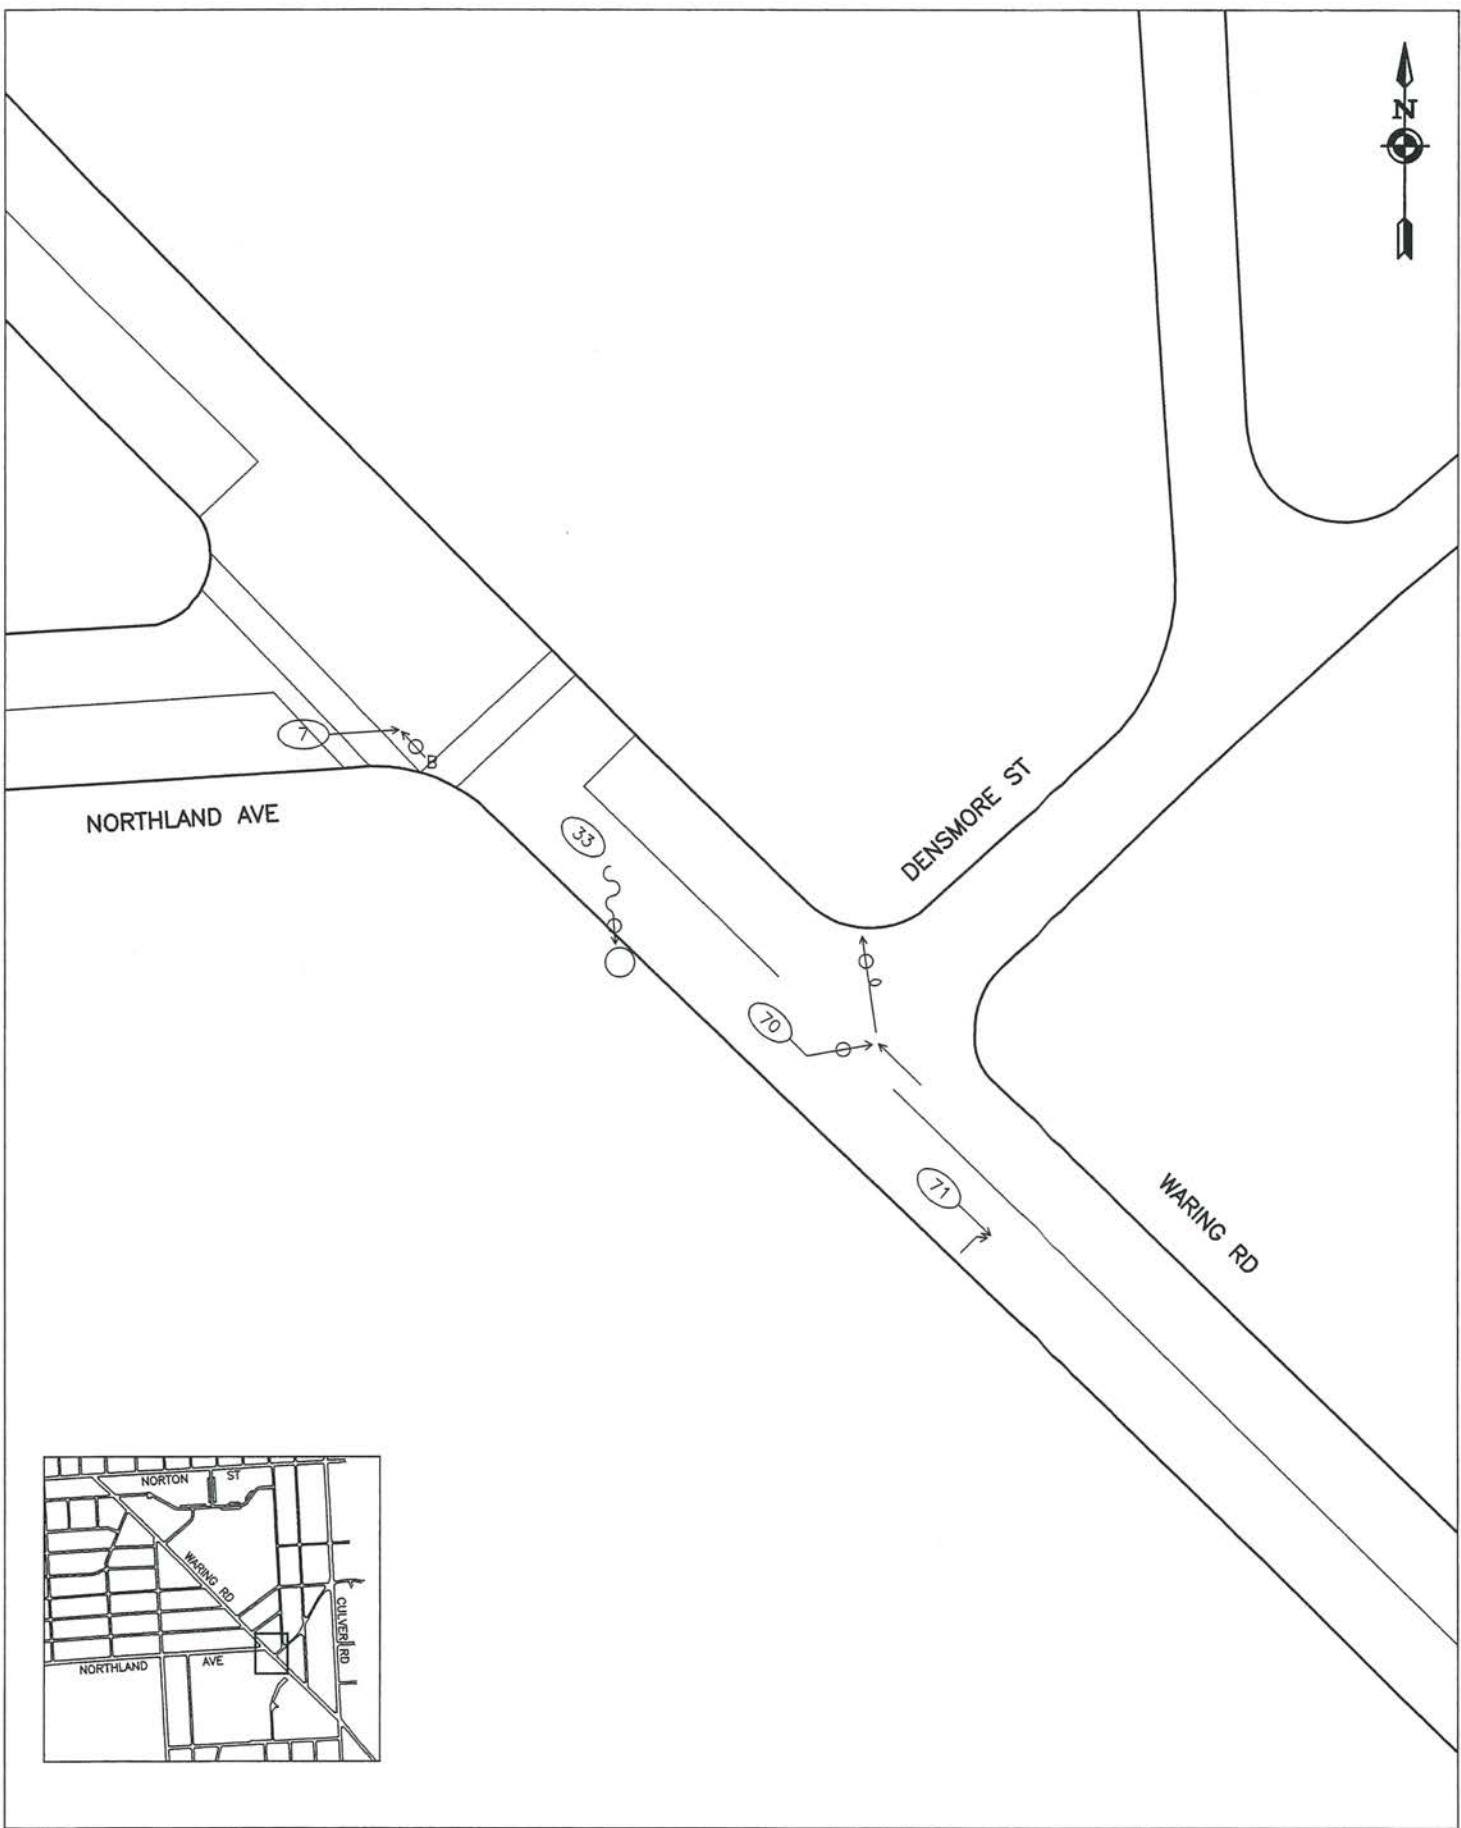 N
7
B
NORTHLAND AVE
33
DENSMORE ST
70
71
WARING RD
NORTON ST
WARING RD
CULVER RD
NORTHLAND AVE